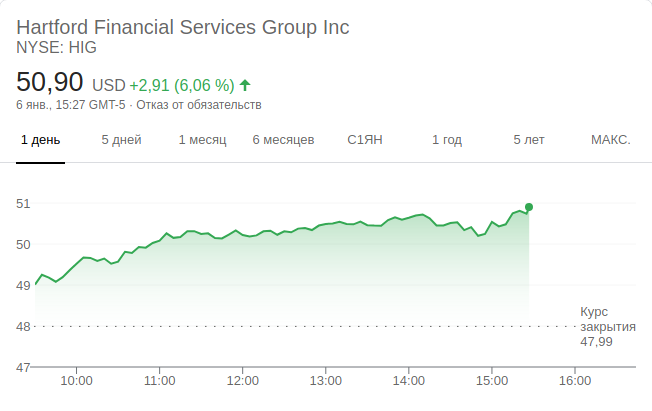 Hartford Financial Services Group Inc
NYSE: HIG
50,90 USD +2,91 (6,06 %)
6 янв., 15:27 GMT-5 · Отказ от обязательств
1 день 5 дней 1 месяц 6 месяцев С1ЯН 1 год 5 лет МАКС.
51
50
49
48
47
Курс
закрытия
47,99
10:00 11:00 12:00 13:00 14:00 15:00 16:00